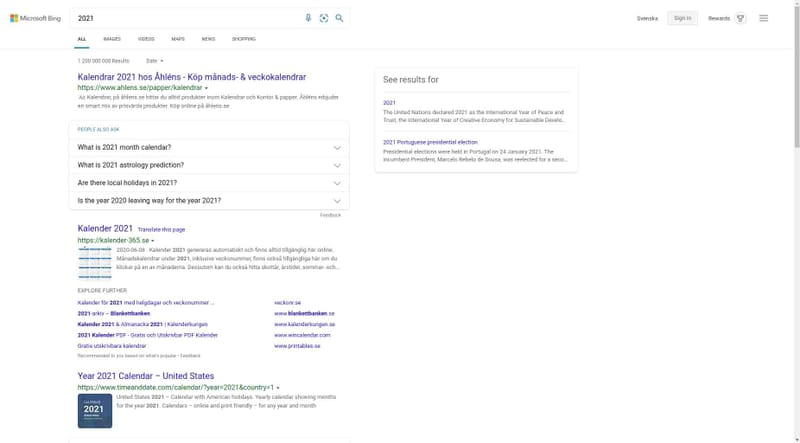 Microsoft Bing
2021
Svenska
Sign in
Rewards
ALL
IMAGES
VIDEOS
MAPS
NEWS
SHOPPING
1 200 000 000 Results
Date
Kalendrar 2021 hos Åhléns - Köp månads- & veckokalendrar
https://www.ahlens.se/papper/kalendrar
Kalendrar, på åhlens.se hittar du alltid produkter inom Kalendrar och Kontor & papper. Åhléns erbjuder
en smart mix av prisvärda produkter. Köp online på åhlens.se
PEOPLE ALSO ASK
What is 2021 month calendar?
What is 2021 astrology prediction?
Are there local holidays in 2021?
Is the year 2020 leaving way for the year 2021?
Feedback
Kalender 2021 Translate this page
https://kalender-365.se
2020-06-08 · Kalender 2021 genereras automatiskt och finns alltid tillgänglig här online.
Månadskalendrar under 2021, inklusive veckonummer, finns också tillgängliga här om du
klickar på en av månaderna. Dessutom kan du också hitta skottår, årstider, sommar- och...
EXPLORE FURTHER
Kalender för 2021 med helgdagar och veckonummer ...
veckonr.se
2021-arkiv – Blankettbanken
www.blankettbanken.se
Kalender 2021 & Almanacka 2021 | Kalenderkungen
www.kalenderkungen.se
2021 Kalender PDF - Gratis och Utskrivbar PDF Kalender
www.wincalendar.com
Gratis utskrivbara kalendrar
www.printables.se
Recommended to you based on what's popular • Feedback
Year 2021 Calendar – United States
https://www.timeanddate.com/calendar/?year=2021&country=1
2021
United States 2021 – Calendar with American holidays. Yearly calendar showing months
for the year 2021. Calendars – online and print friendly – for any year and month
See results for
2021
The United Nations declared 2021 as the International Year of Peace and
Trust, the International Year of Creative Economy for Sustainable Develo...
2021 Portuguese presidential election
Presidential elections were held in Portugal on 24 January 2021. The
incumbent President, Marcelo Rebelo de Sousa, was reelected for a seco...